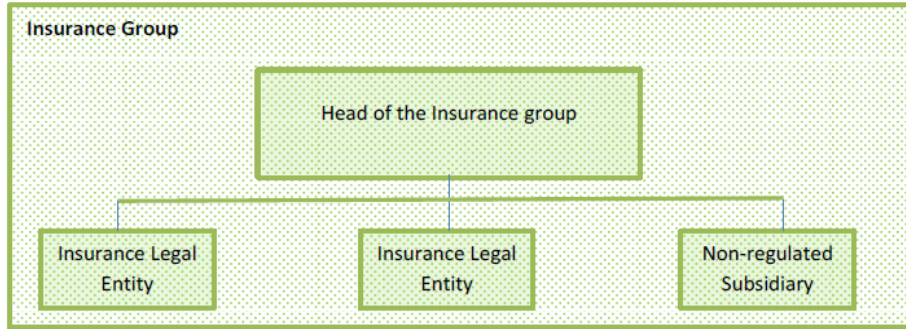 Insurance Group
Head of the Insurance group
Insurance Legal
Entity
Insurance Legal
Entity
Non-regulated
Subsidiary